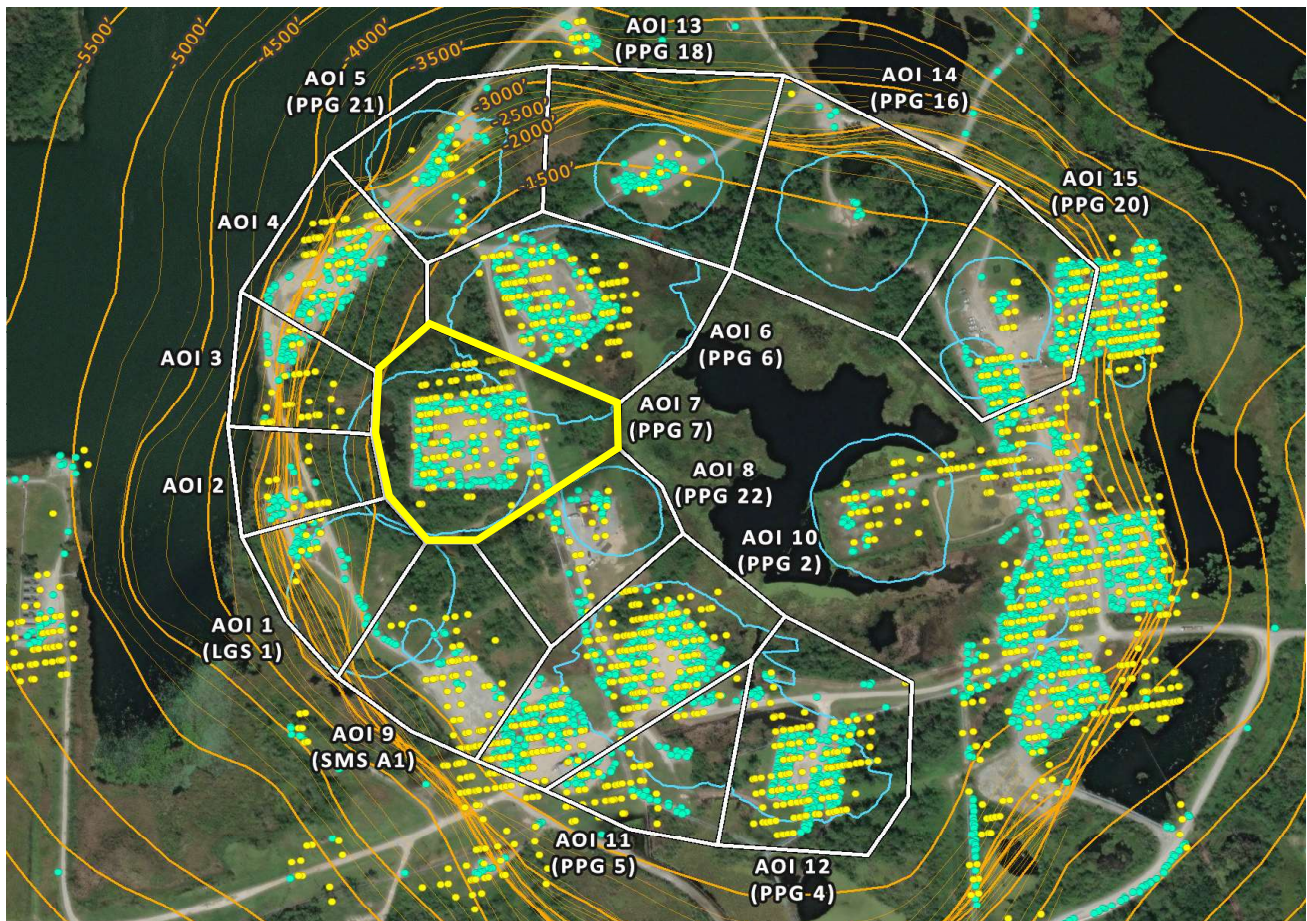 -5500'
-5000'
-4500'
-4000'
-3500'
-3000'
-2500'
-2000'
-1500'
AOI 13
(PPG 18)
AOI 5
(PPG 21)
AOI 14
(PPG 16)
AOI 15
(PPG 20)
AOI 4
AOI 3
AOI 6
(PPG 6)
AOI 7
(PPG 7)
AOI 2
AOI 8
(PPG 22)
AOI 10
(PPG 2)
AOI 1
(LGS 1)
AOI 9
(SMS A1)
AOI 11
(PPG 5)
AOI 12
(PPG 4)